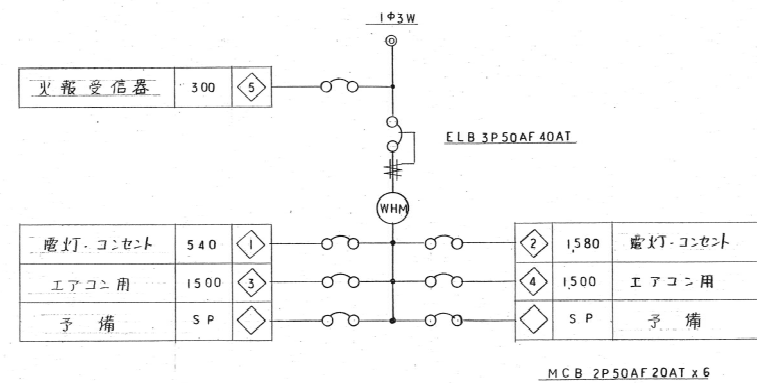 1Φ3W
火報受信器 300 5
ELB 3P50AF40AT
WHM
電灯・コンセント 540 1
2 1,580 電灯・コンセント
エアコン用 1500 3
4 1,500 エアコン用
予備 SP
SP 予備
MCB 2P50AF20AT x 6